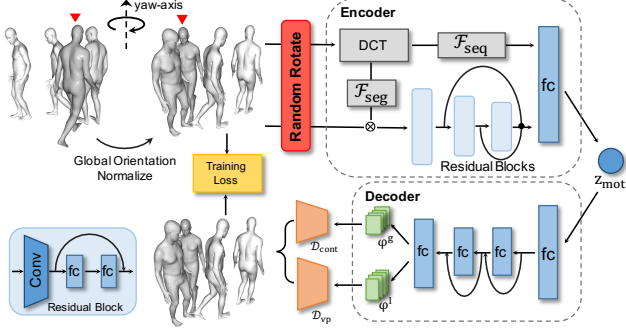 yaw-axis
Global Orientation
Normalize
Training
Loss
Random Rotate
Encoder
DCT
ℱseq
ℱseg
⊗
Residual Blocks
fc
zmot
Decoder
fc
fc
fc
fc
φg
φl
𝒟cont
𝒟vp
Conv
fc
fc
Residual Block